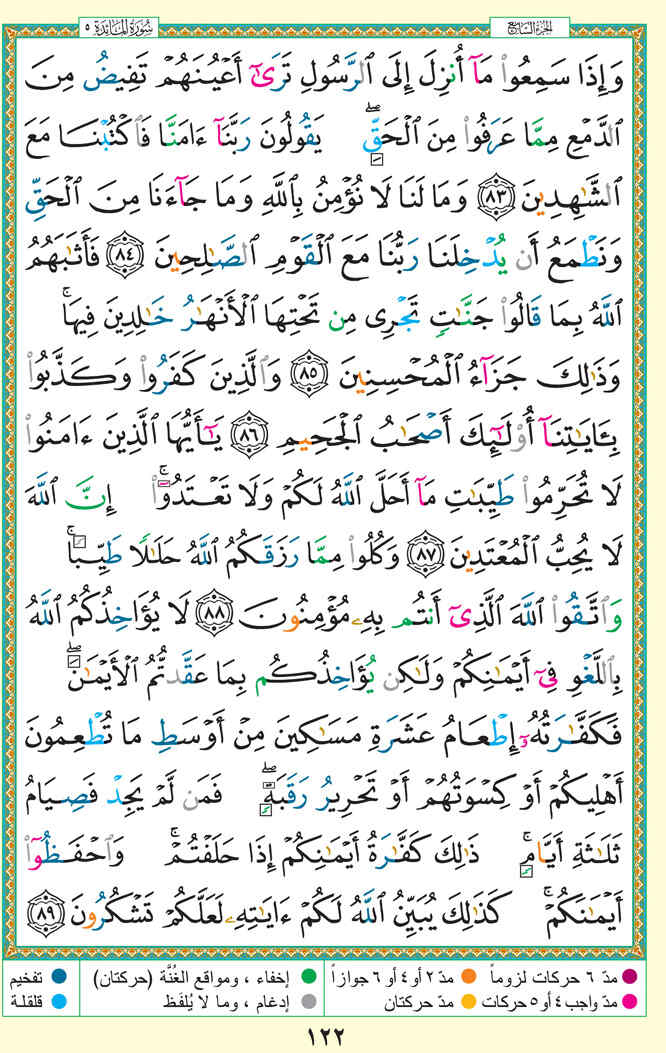 الجزء السابع
سورة المائدة ٥
وَإِذَا سَمِعُوا۟ مَآ أُنزِلَ إِلَى ٱلرَّسُولِ تَرَىٰٓ أَعْيُنَهُمْ تَفِيضُ مِنَ
ٱلدَّمْعِ مِمَّا عَرَفُوا۟ مِنَ ٱلْحَقِّ ۖ يَقُولُونَ رَبَّنَآ ءَامَنَّا فَٱكْتُبْنَا مَعَ
ٱلشَّـٰهِدِينَ ﴿٨٣﴾ وَمَا لَنَا لَا نُؤْمِنُ بِٱللَّهِ وَمَا جَآءَنَا مِنَ ٱلْحَقِّ
وَنَطْمَعُ أَن يُدْخِلَنَا رَبُّنَا مَعَ ٱلْقَوْمِ ٱلصَّـٰلِحِينَ ﴿٨٤﴾ فَأَثَـٰبَهُمُ
ٱللَّهُ بِمَا قَالُوا۟ جَنَّـٰتٍ تَجْرِى مِن تَحْتِهَا ٱلْأَنْهَـٰرُ خَـٰلِدِينَ فِيهَا ۚ
وَذَٰلِكَ جَزَآءُ ٱلْمُحْسِنِينَ ﴿٨٥﴾ وَٱلَّذِينَ كَفَرُوا۟ وَكَذَّبُوا۟
بِـَٔايَـٰتِنَآ أُو۟لَـٰٓئِكَ أَصْحَـٰبُ ٱلْجَحِيمِ ﴿٨٦﴾ يَـٰٓأَيُّهَا ٱلَّذِينَ ءَامَنُوا۟
لَا تُحَرِّمُوا۟ طَيِّبَـٰتِ مَآ أَحَلَّ ٱللَّهُ لَكُمْ وَلَا تَعْتَدُوٓا۟ ۚ إِنَّ ٱللَّهَ
لَا يُحِبُّ ٱلْمُعْتَدِينَ ﴿٨٧﴾ وَكُلُوا۟ مِمَّا رَزَقَكُمُ ٱللَّهُ حَلَـٰلًا طَيِّبًا ۚ
وَٱتَّقُوا۟ ٱللَّهَ ٱلَّذِىٓ أَنتُم بِهِۦ مُؤْمِنُونَ ﴿٨٨﴾ لَا يُؤَاخِذُكُمُ ٱللَّهُ
بِٱللَّغْوِ فِىٓ أَيْمَـٰنِكُمْ وَلَـٰكِن يُؤَاخِذُكُم بِمَا عَقَّدتُّمُ ٱلْأَيْمَـٰنَ ۖ
فَكَفَّـٰرَتُهُۥٓ إِطْعَامُ عَشَرَةِ مَسَـٰكِينَ مِنْ أَوْسَطِ مَا تُطْعِمُونَ
أَهْلِيكُمْ أَوْ كِسْوَتُهُمْ أَوْ تَحْرِيرُ رَقَبَةٍ ۖ فَمَن لَّمْ يَجِدْ فَصِيَامُ
ثَلَـٰثَةِ أَيَّامٍ ۚ ذَٰلِكَ كَفَّـٰرَةُ أَيْمَـٰنِكُمْ إِذَا حَلَفْتُمْ ۚ وَٱحْفَظُوٓا۟
أَيْمَـٰنَكُمْ ۚ كَذَٰلِكَ يُبَيِّنُ ٱللَّهُ لَكُمْ ءَايَـٰتِهِۦ لَعَلَّكُمْ تَشْكُرُونَ ﴿٨٩﴾
مدّ ٦ حركات لزوماً
مدّ ٢ أو ٤ أو ٦ جوازاً
إخفاء ، ومواقع الغُنَّة (حركتان)
تفخيم
مدّ واجب ٤ أو ٥ حركات
مدّ حركتان
إدغام ، وما لا يُلفَظ
قلقلة
١٢٢